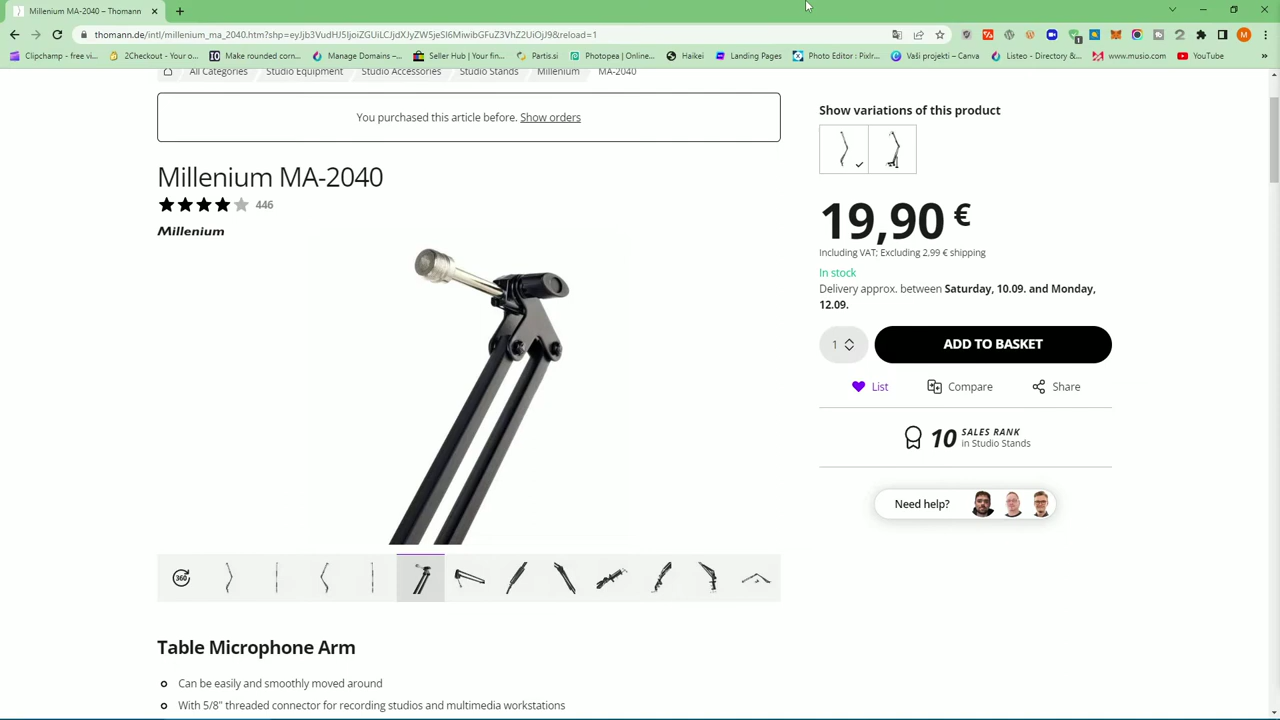 Millenium MA-2040 – Thomann
thomann.de/intl/millenium_ma_2040.htm?shp=eyJjb3VudHJ5IjoiZGUiLCJjdXJyZW5jeSI6MiwibGFuZ3VhZ2UiOjJ9&reload=1
M
Clipchamp - free vi...
2Checkout - Your o...
Make rounded corn...
Manage Domains –...
Seller Hub | Fiverr
Partis9.si
Photopea | Online...
Haikei
Landing Pages
Photo Editor : Pixlr...
Vaši projekti – Canva
Listeo - Directory &...
www.musio.com
YouTube
All Categories
Studio Equipment
Studio Accessories
Studio Stands
Millenium
MA-2040
You purchased this article before. Show orders
Millenium MA-2040
446
Millenium
360
Table Microphone Arm
Can be easily and smoothly moved around
With 5/8" threaded connector for recording studios and multimedia workstations
Show variations of this product
19,90 €
Including VAT; Excluding 2,99 € shipping
In stock
Delivery approx. between Saturday, 10.09. and Monday,
12.09.
1
ADD TO BASKET
List
Compare
Share
10 SALES RANK
in Studio Stands
Need help?